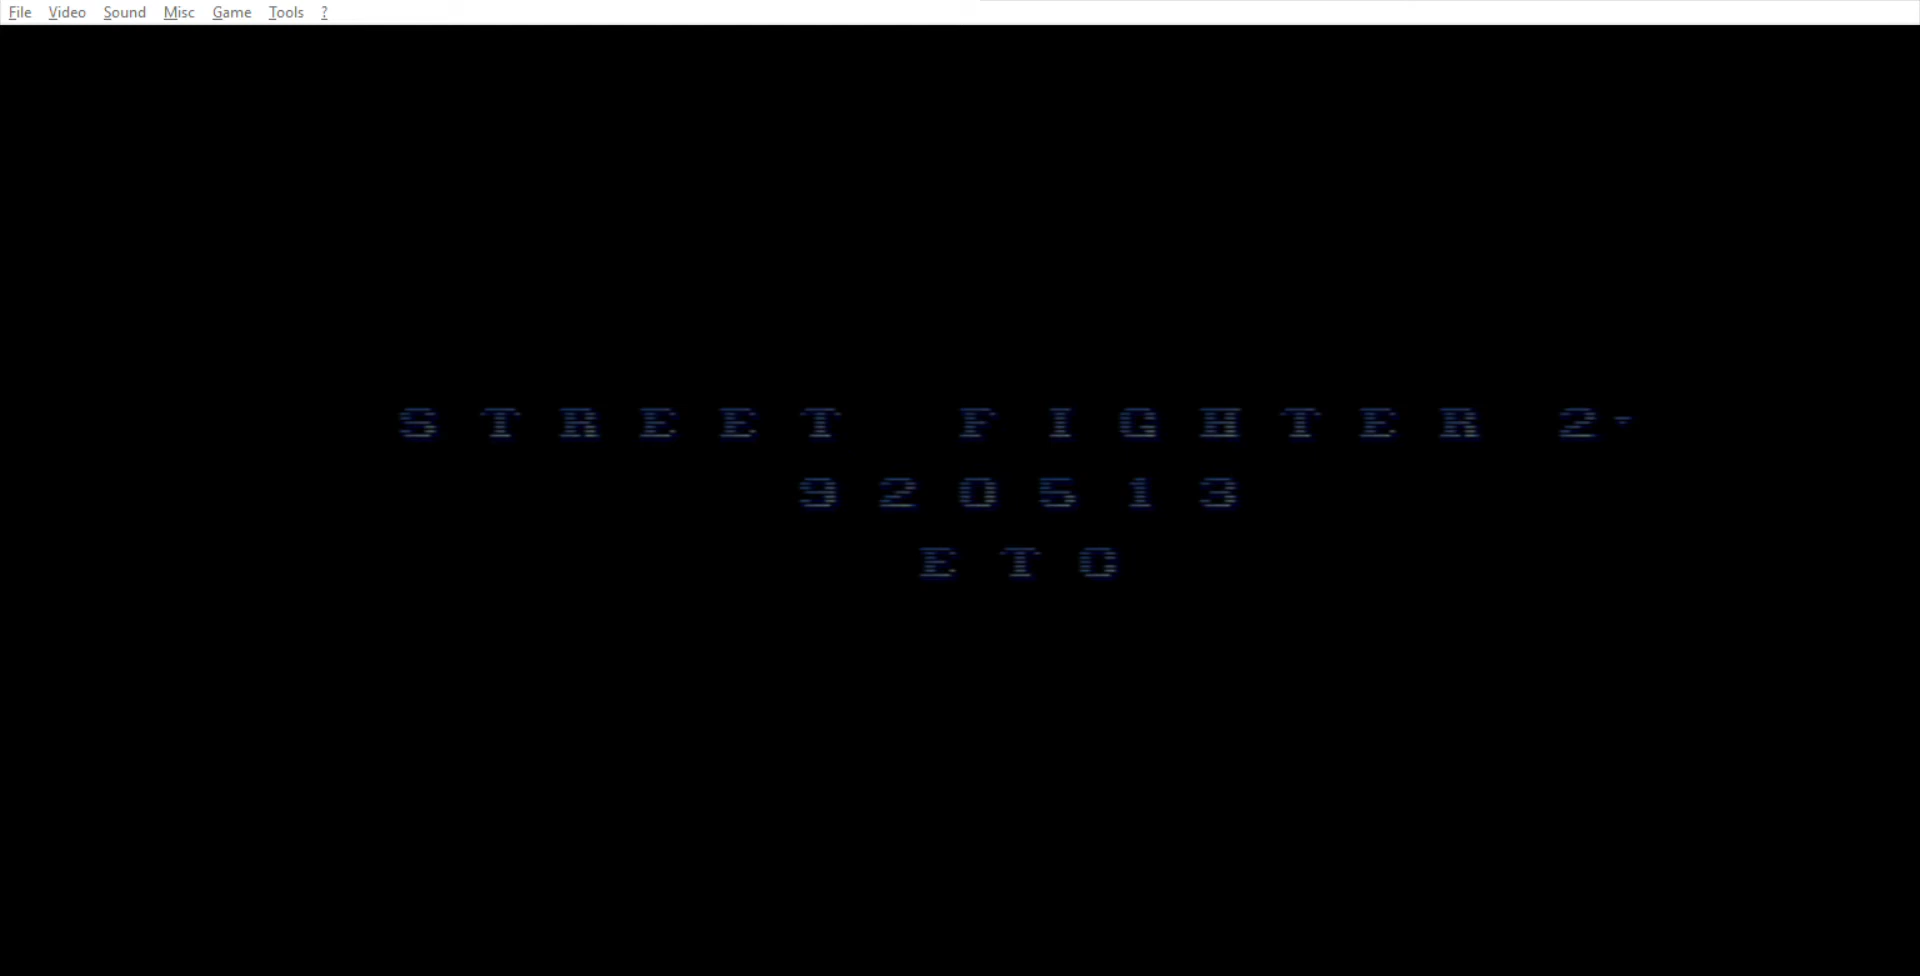 File Video Sound Misc Game Tools ?
STREET FIGHTER 2'
920513
ETC